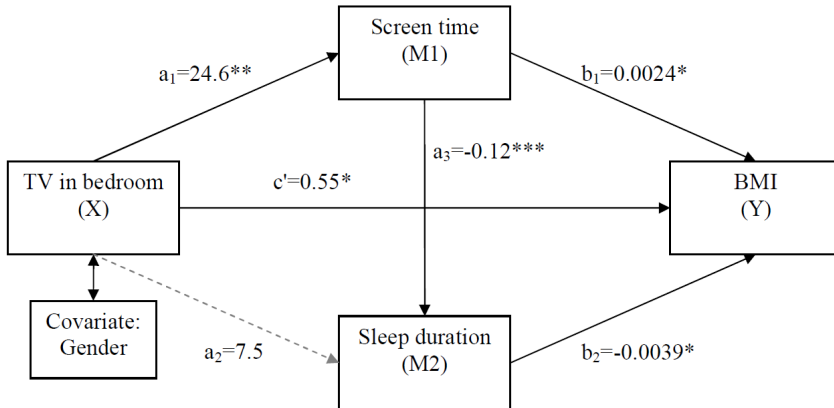 Screen time
(M1)
a₁=24.6**
b₁=0.0024*
a₃=-0.12***
TV in bedroom
(X)
c'=0.55*
BMI
(Y)
Covariate:
Gender
a₂=7.5
Sleep duration
(M2)
b₂=-0.0039*